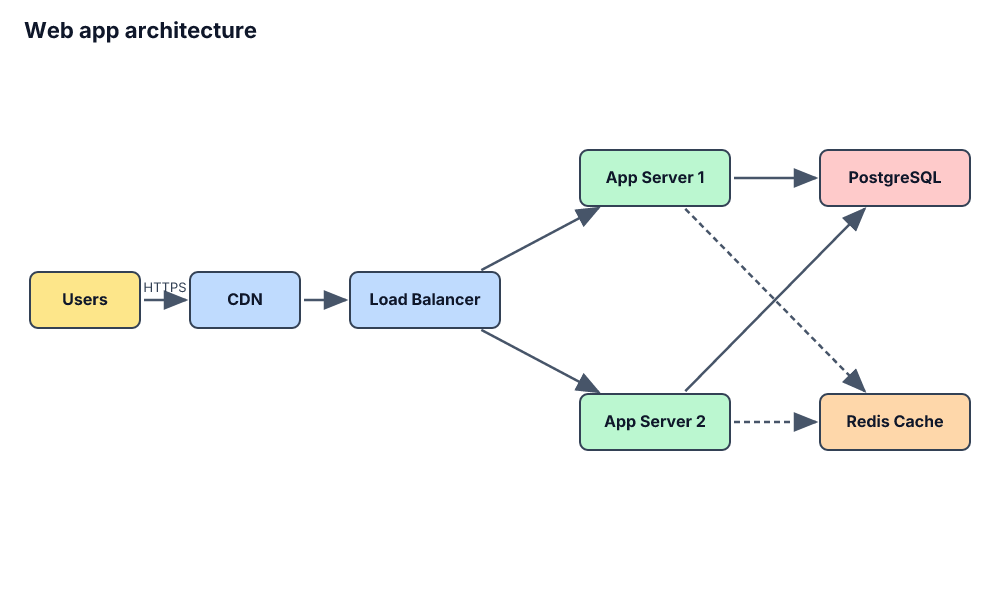 Web app architecture
App Server 1
PostgreSQL
Users
HTTPS
CDN
Load Balancer
App Server 2
Redis Cache